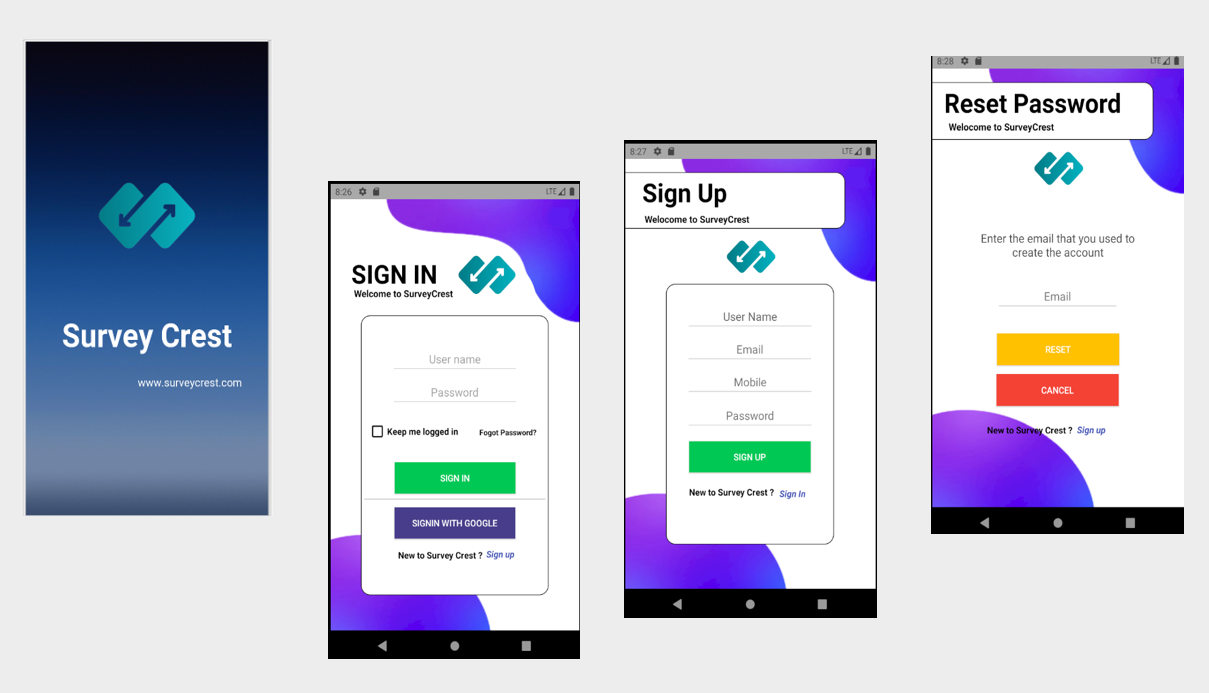 Survey Crest
www.surveycrest.com
8:26
LTE
SIGN IN
Welcome to SurveyCrest
User name
Password
Keep me logged in
Fogot Password?
SIGN IN
SIGNIN WITH GOOGLE
New to Survey Crest ? Sign up
8:27
LTE
Sign Up
Welocome to SurveyCrest
User Name
Email
Mobile
Password
SIGN UP
New to Survey Crest ? Sign In
8:28
LTE
Reset Password
Welocome to SurveyCrest
Enter the email that you used to
create the account
Email
RESET
CANCEL
New to Survey Crest ? Sign up